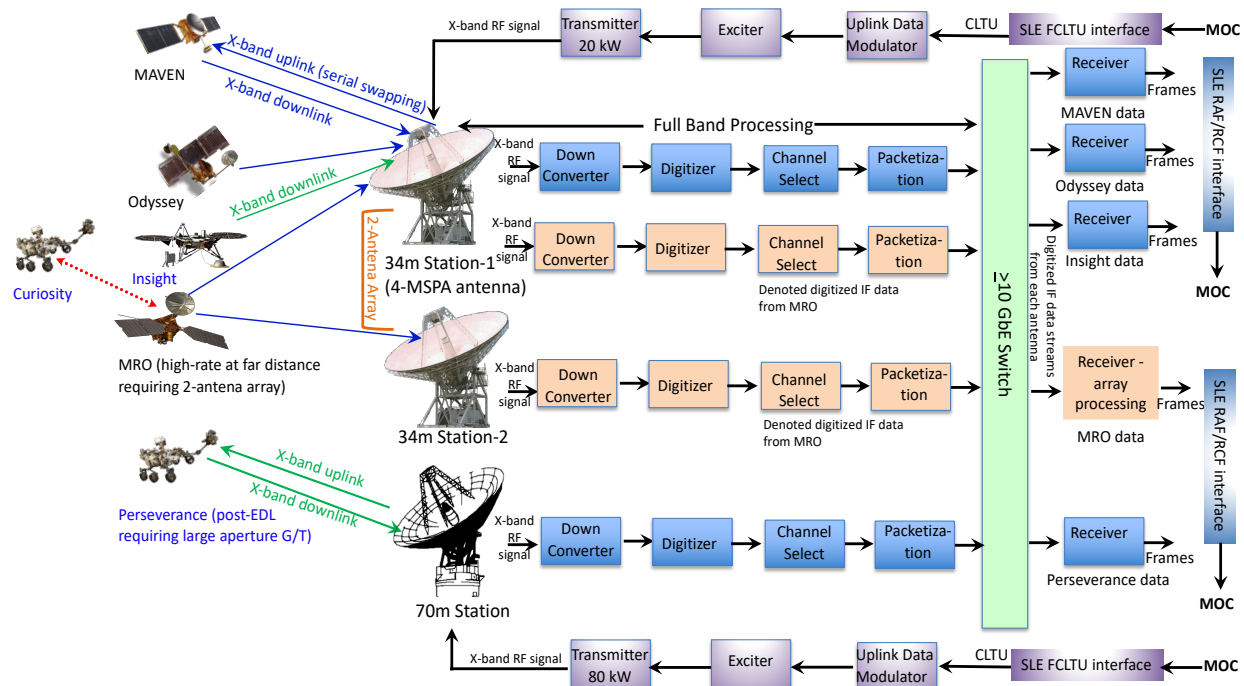 X-band RF signal
Transmitter
20 kW
Exciter
Uplink Data
Modulator
CLTU
SLE FCLTU interface
MOC
MAVEN
X-band uplink (serial swapping)
X-band downlink
Odyssey
X-band downlink
Insight
Curiosity
MRO (high-rate at far distance
requiring 2-antena array)
2-Antenna Array
Full Band Processing
34m Station-1
(4-MSPA antenna)
X-band
RF
signal
Down
Converter
Digitizer
Channel
Select
Packetiza-
tion
X-band
RF
signal
Down
Converter
Digitizer
Channel
Select
Packetiza-
tion
Denoted digitized IF data
from MRO
34m Station-2
X-band
RF
signal
Down
Converter
Digitizer
Channel
Select
Packetiza-
tion
Denoted digitized IF data
from MRO
Perseverance (post-EDL
requiring large aperture G/T)
X-band uplink
X-band downlink
70m Station
X-band
RF
signal
Down
Converter
Digitizer
Channel
Select
Packetiza-
tion
>10 GbE Switch
Digitized IF data streams
from each antenna
Receiver
Frames
MAVEN data
Receiver
Frames
Odyssey data
Receiver
Frames
Insight data
SLE RAF/RCF interface
MOC
Receiver -
array
processing
Frames
MRO data
Receiver
Frames
Perseverance data
SLE RAF/RCF interface
MOC
X-band RF signal
Transmitter
80 kW
Exciter
Uplink Data
Modulator
CLTU
SLE FCLTU interface
MOC